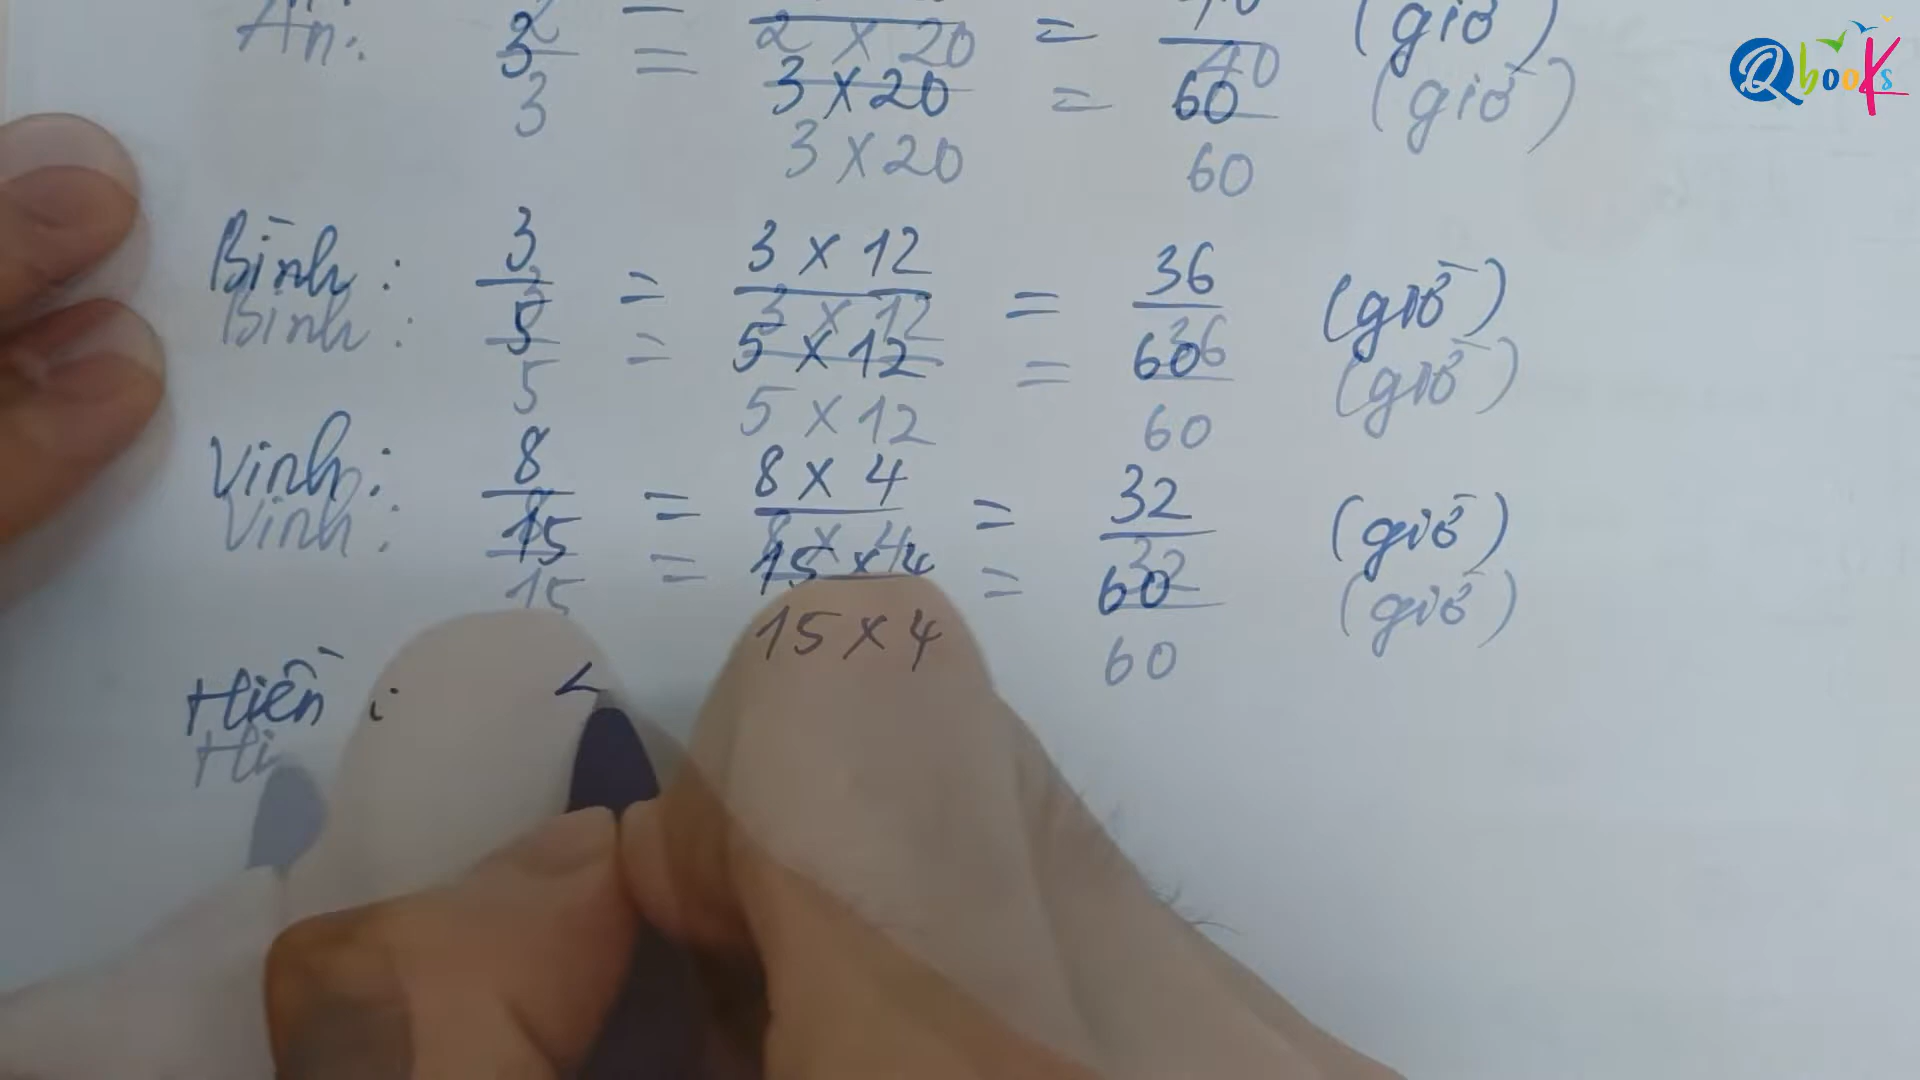 Qbooks
An: 2/3 = 2 x 20 / 3 x 20 = 40/60 (giờ)
Bình: 3/5 = 3 x 12 / 5 x 12 = 36/60 (giờ)
Vinh: 8/15 = 8 x 4 / 15 x 4 = 32/60 (giờ)
Hiền: